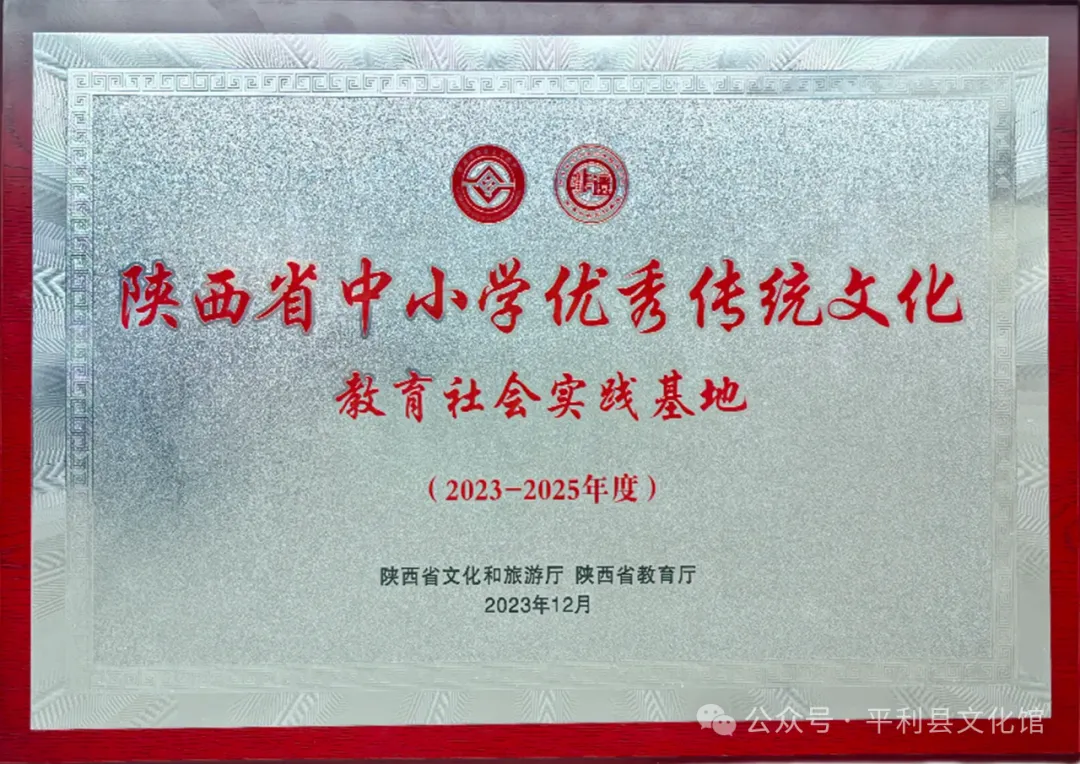 陕西省中小学优秀传统文化
教育社会实践基地
（2023-2025年度）
陕西省文化和旅游厅 陕西省教育厅
2023年12月
公众号·平利县文化馆